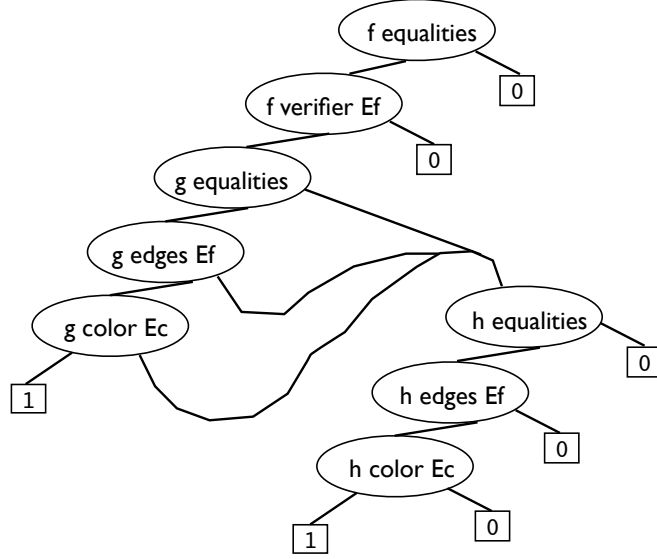 f equalities
0
f verifier Ef
0
g equalities
g edges Ef
g color Ec
1
h equalities
0
h edges Ef
0
h color Ec
0
1